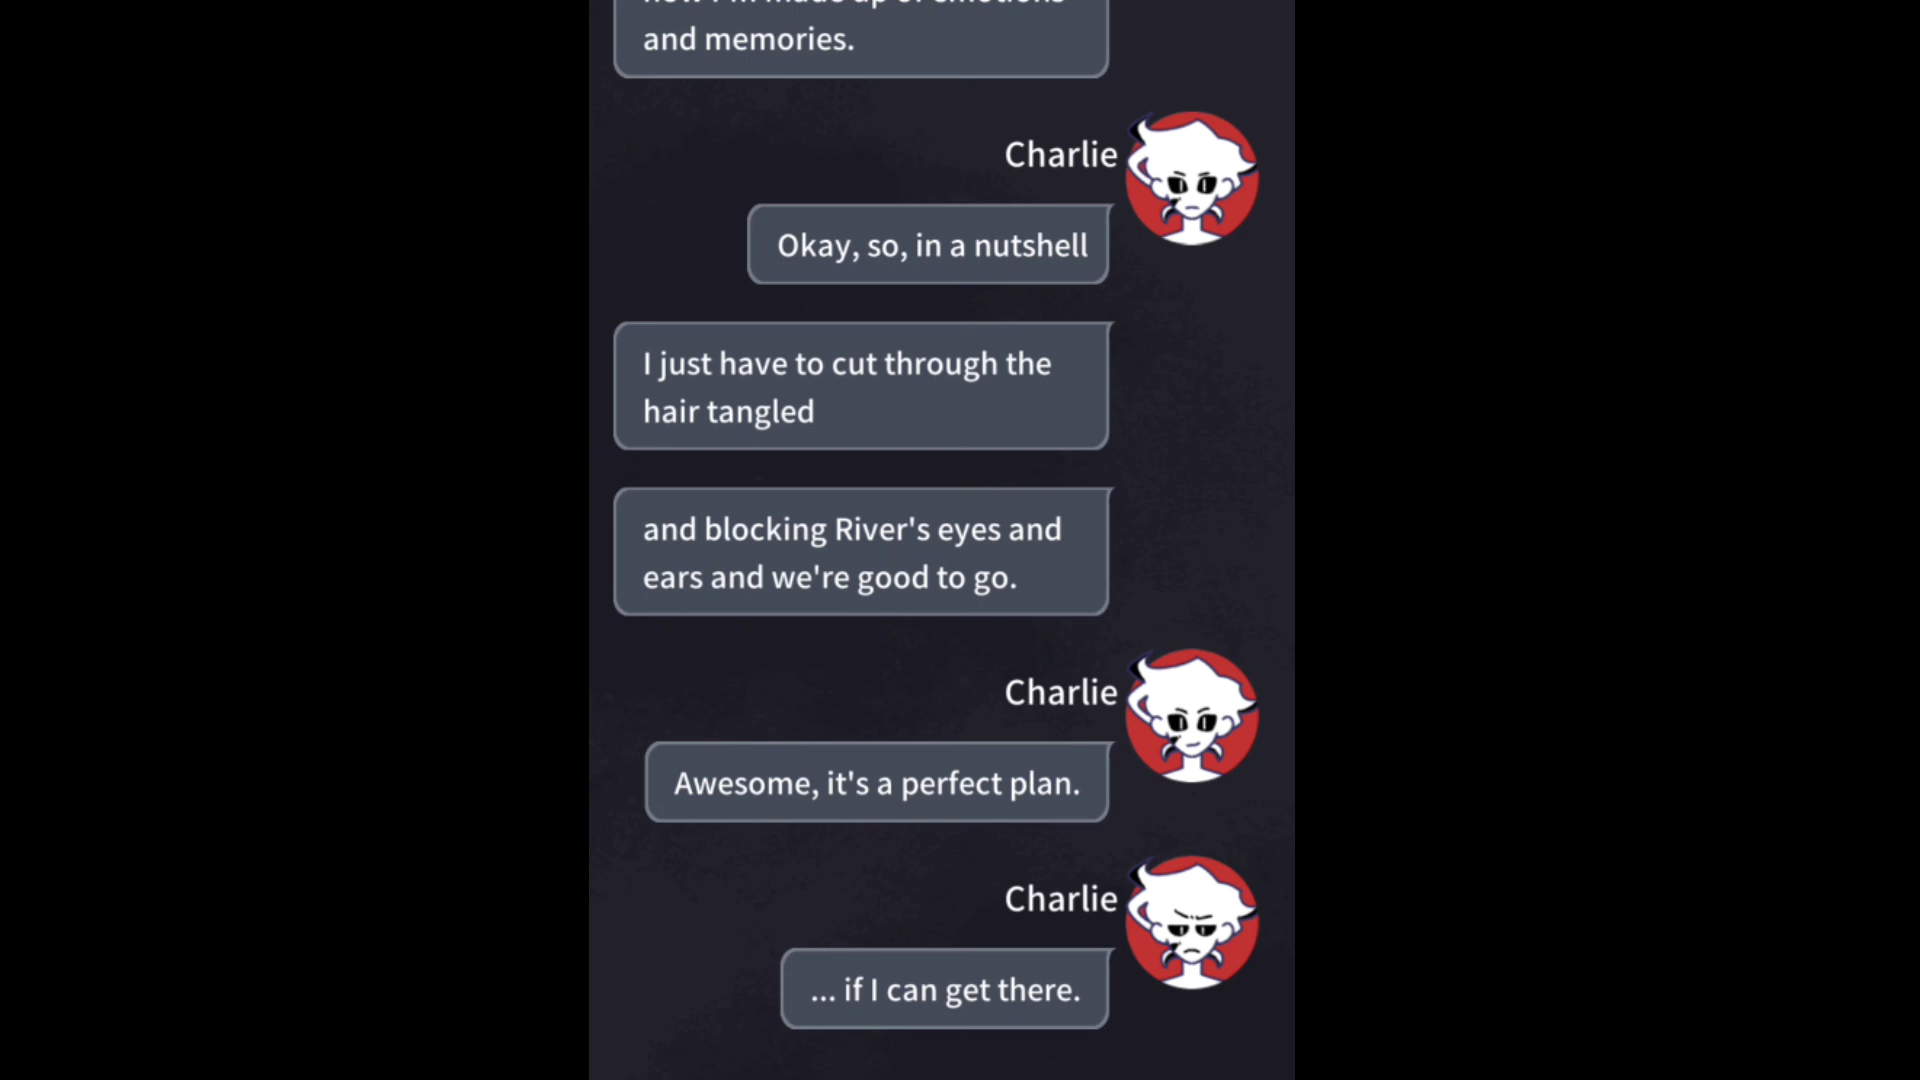 and memories.
Charlie
Okay, so, in a nutshell
I just have to cut through the
hair tangled
and blocking River's eyes and
ears and we're good to go.
Charlie
Awesome, it's a perfect plan.
Charlie
... if I can get there.